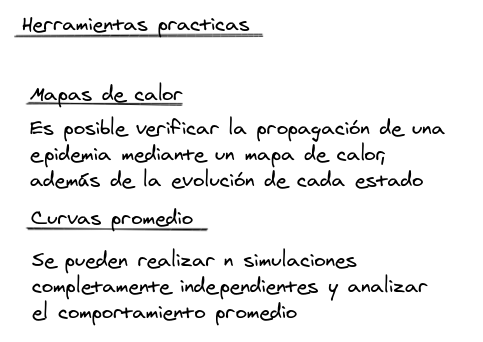 Herramientas practicas
Mapas de calor
Es posible verificar la propagación de una
epidemia mediante un mapa de calor,
además de la evolución de cada estado
Curvas promedio
Se pueden realizar n simulaciones
completamente independientes y analizar
el comportamiento promedio